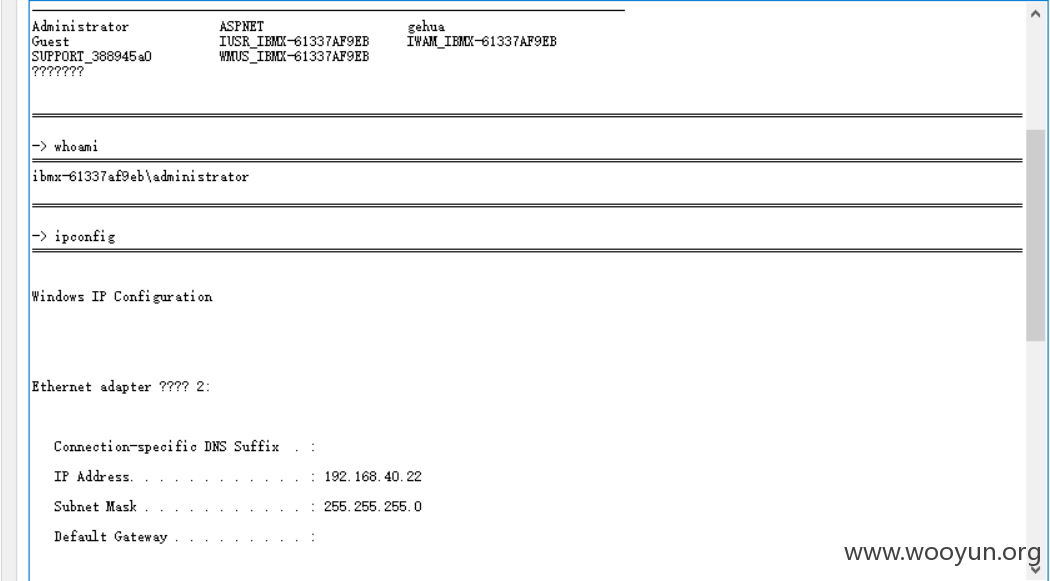 Administrator ASPNET gehua
Guest IUSR_IBMX-61337AF9EB IWAM_IBMX-61337AF9EB
SUPPORT_388945a0 WMUS_IBMX-61337AF9EB
???????
-> whoami
ibmx-61337af9eb\administrator
-> ipconfig
Windows IP Configuration
Ethernet adapter ???? 2:
Connection-specific DNS Suffix . :
IP Address. . . . . . . . . . . . : 192.168.40.22
Subnet Mask . . . . . . . . . . . : 255.255.255.0
Default Gateway . . . . . . . . . :
www.wooyun.org